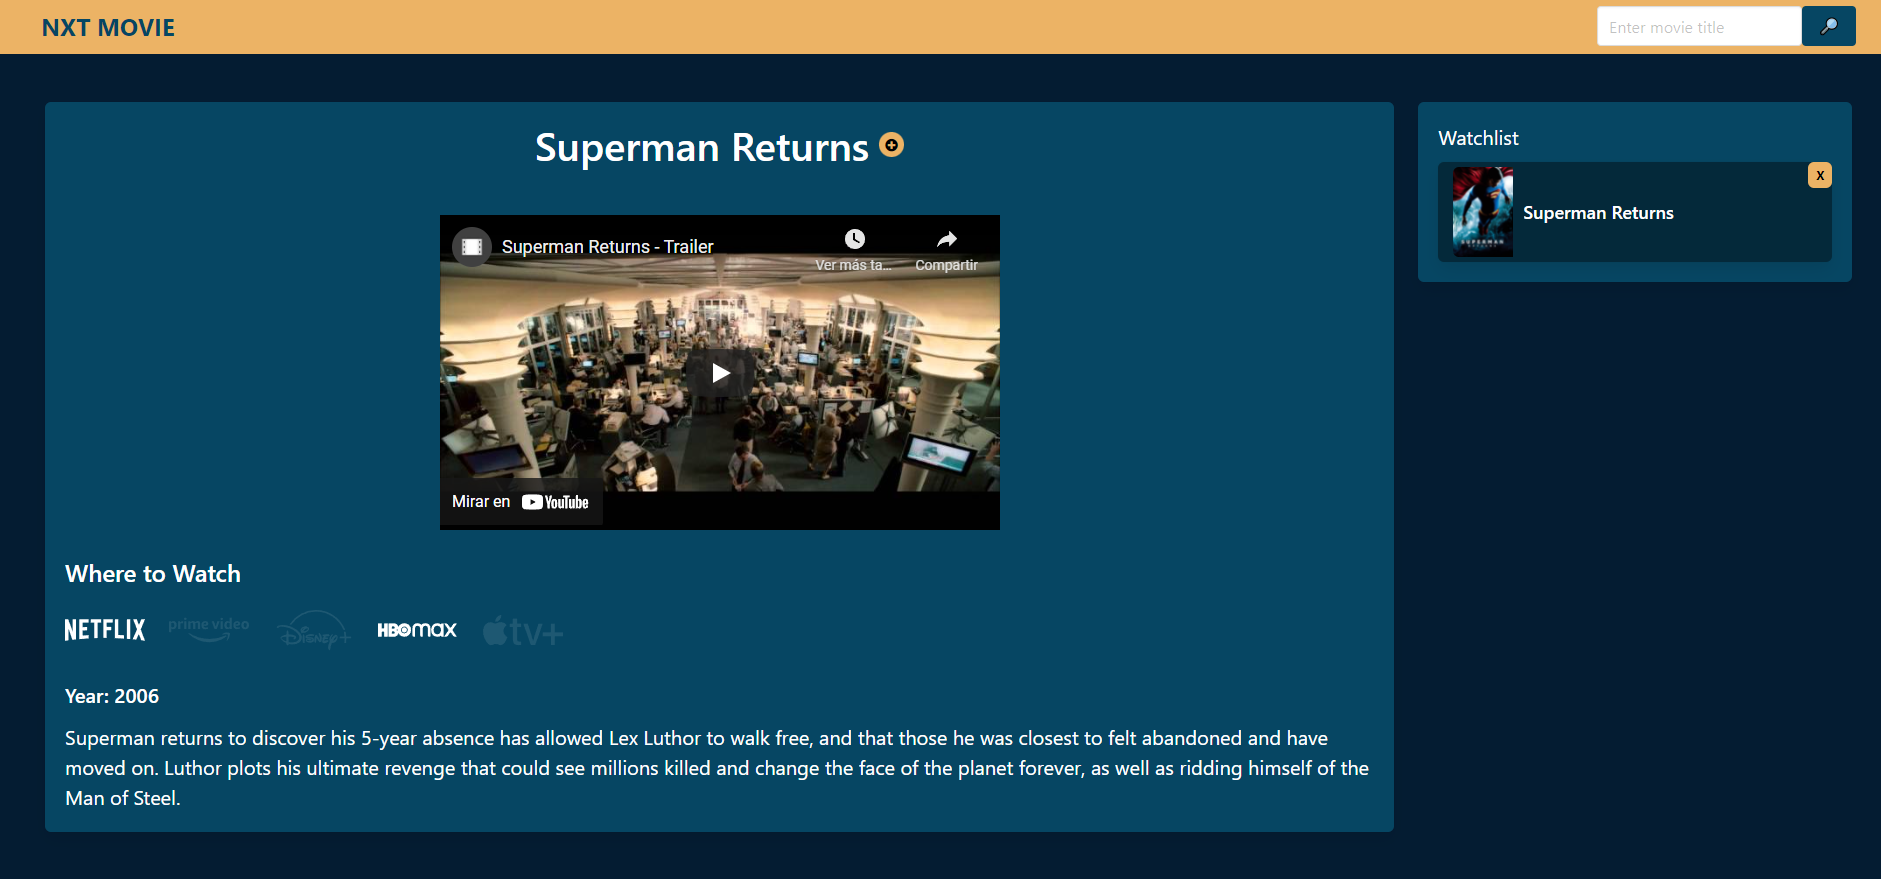 NXT MOVIE
Enter movie title
Superman Returns
Superman Returns - Trailer
Ver más ta...
Compartir
Mirar en YouTube
Where to Watch
NETFLIX prime video Disney+ HBOmax tv+
Year: 2006
Superman returns to discover his 5-year absence has allowed Lex Luthor to walk free, and that those he was closest to felt abandoned and have
moved on. Luthor plots his ultimate revenge that could see millions killed and change the face of the planet forever, as well as ridding himself of the
Man of Steel.
Watchlist
X
SUPERMAN
RETURNS
Superman Returns